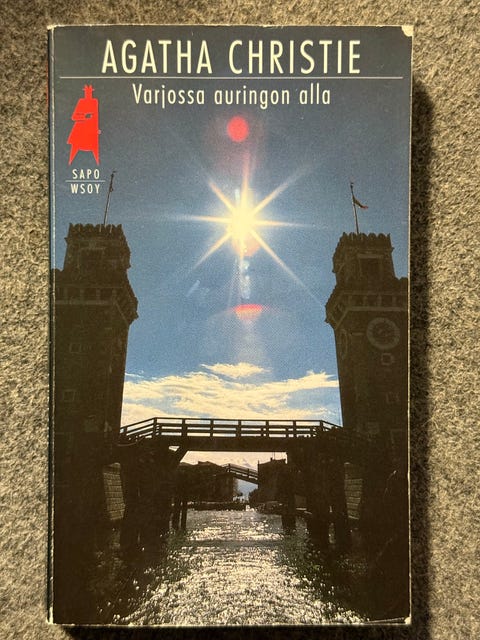 AGATHA CHRISTIE
Varjossa auringon alla
SAPO
WSOY